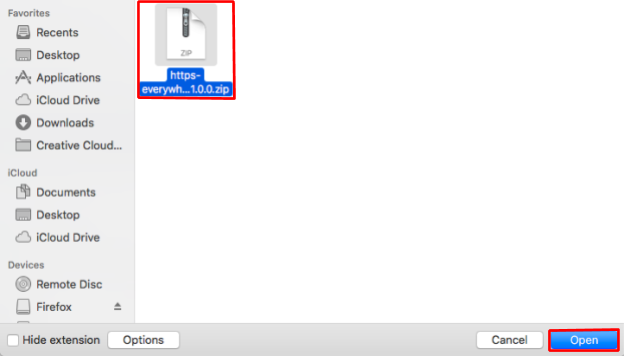 Favorites
Recents
Desktop
Applications
iCloud Drive
Downloads
Creative Cloud...
iCloud
Documents
Desktop
iCloud Drive
Devices
Remote Disc
Firefox
ZIP
https-
everywh...1.0.0.zip
Hide extension
Options
Cancel
Open